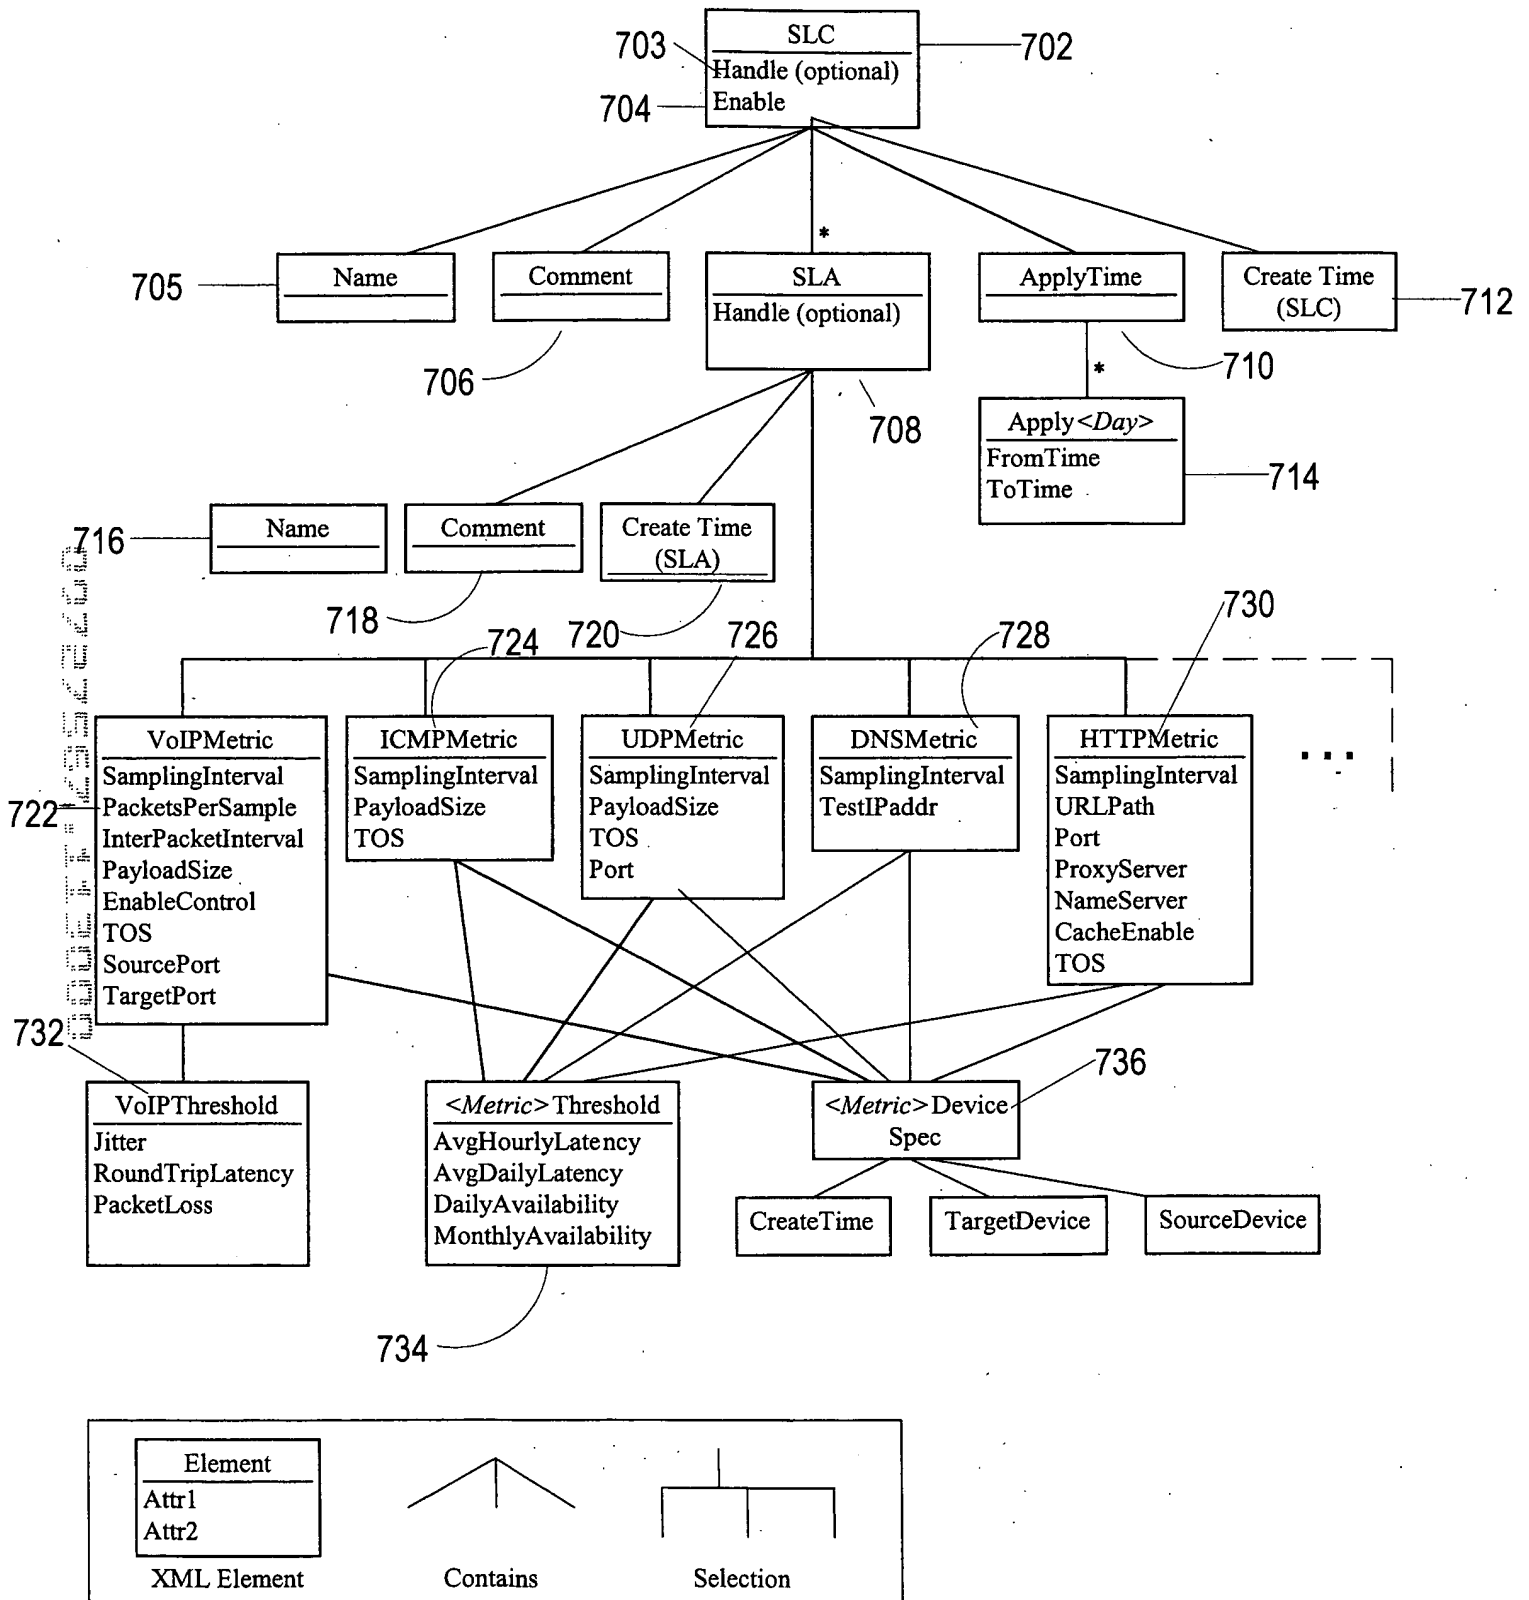 SLC
703
702
Handle (optional)
704
Enable
*
705
Name
Comment
SLA
Handle (optional)
ApplyTime
Create Time
(SLC)
712
706
708
*
710
Apply<Day>
FromTime
ToTime
714
716
Name
Comment
Create Time
(SLA)
718
720
724
726
728
730
722
VoIPMetric
SamplingInterval
PacketsPerSample
InterPacketInterval
PayloadSize
EnableControl
TOS
SourcePort
TargetPort
ICMPMetric
SamplingInterval
PayloadSize
TOS
UDPMetric
SamplingInterval
PayloadSize
TOS
Port
DNSMetric
SamplingInterval
TestIPaddr
HTTPMetric
SamplingInterval
URLPath
Port
ProxyServer
NameServer
CacheEnable
TOS
...
732
VoIPThreshold
Jitter
RoundTripLatency
PacketLoss
<Metric>Threshold
AvgHourlyLatency
AvgDailyLatency
DailyAvailability
MonthlyAvailability
734
<Metric>Device
Spec
736
CreateTime
TargetDevice
SourceDevice
Element
Attr1
Attr2
XML Element
Contains
Selection